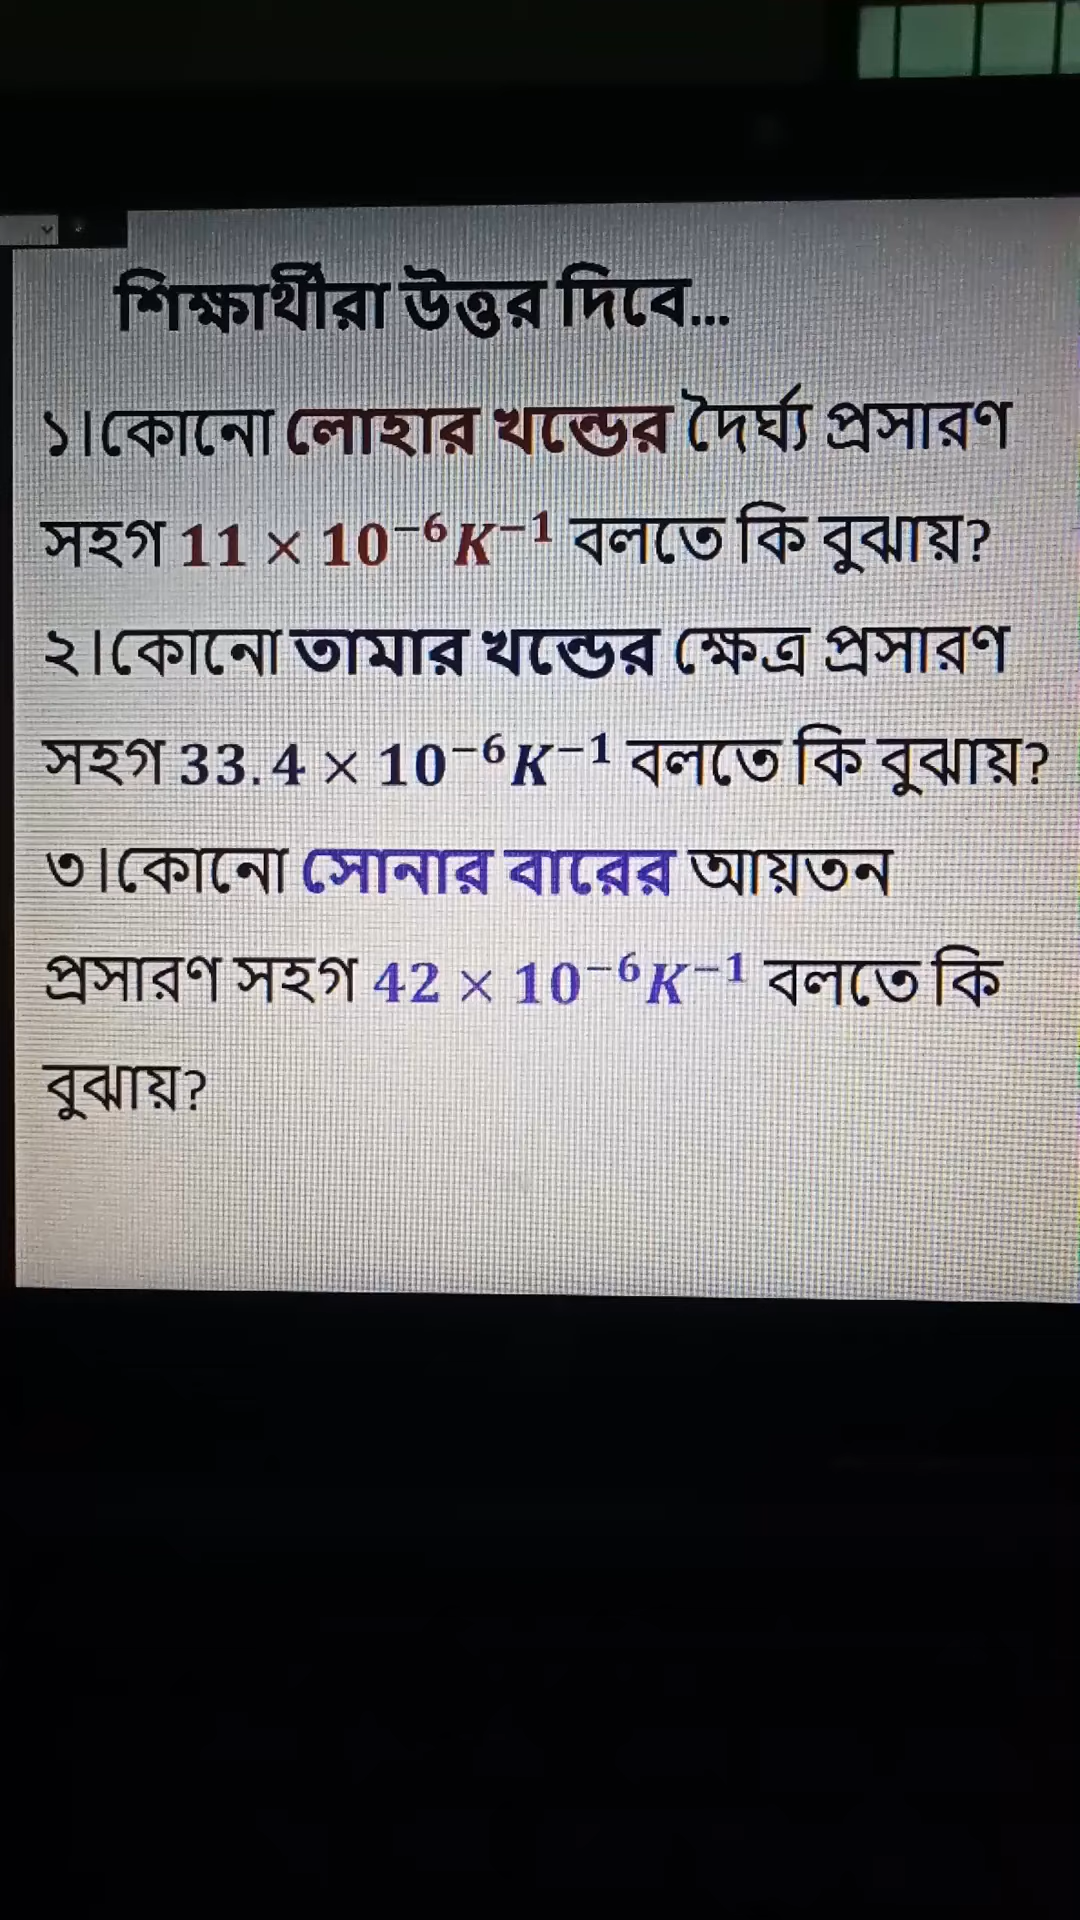 শিক্ষার্থীরা উত্তর দিবে...
১।কোনো লোহার খন্ডের দৈর্ঘ্য প্রসারণ
সহগ 11 × 10⁻⁶K⁻¹ বলতে কি বুঝায়?
২।কোনো তামার খন্ডের ক্ষেত্র প্রসারণ
সহগ 33.4 × 10⁻⁶K⁻¹ বলতে কি বুঝায়?
৩।কোনো সোনার বারের আয়তন
প্রসারণ সহগ 42 × 10⁻⁶K⁻¹ বলতে কি
বুঝায়?